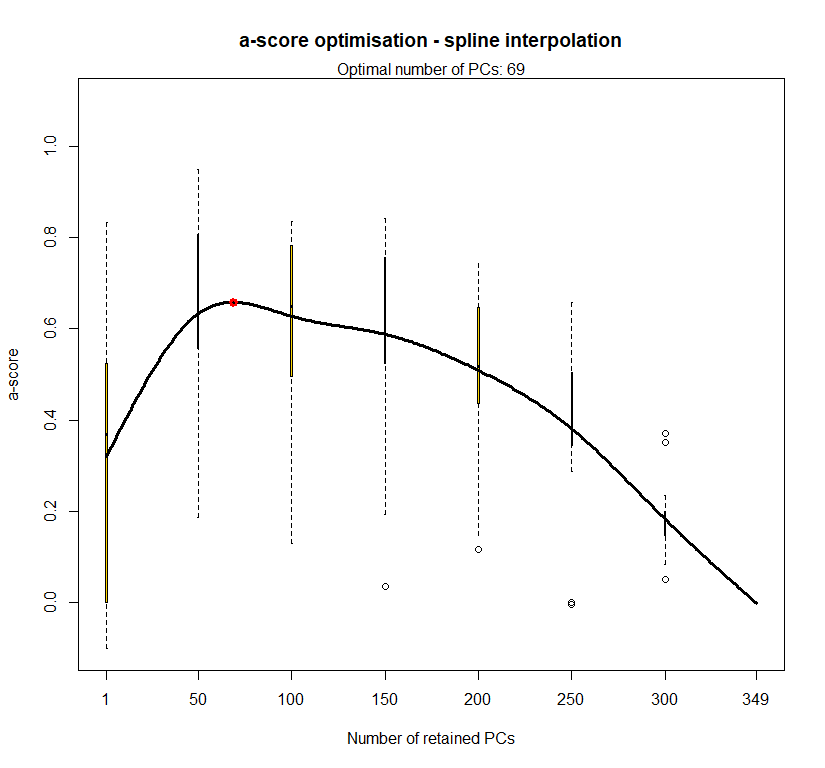 a-score optimisation - spline interpolation
Optimal number of PCs: 69
a-score
1.0
0.8
0.6
0.4
0.2
0.0
1 50 100 150 200 250 300 349
Number of retained PCs